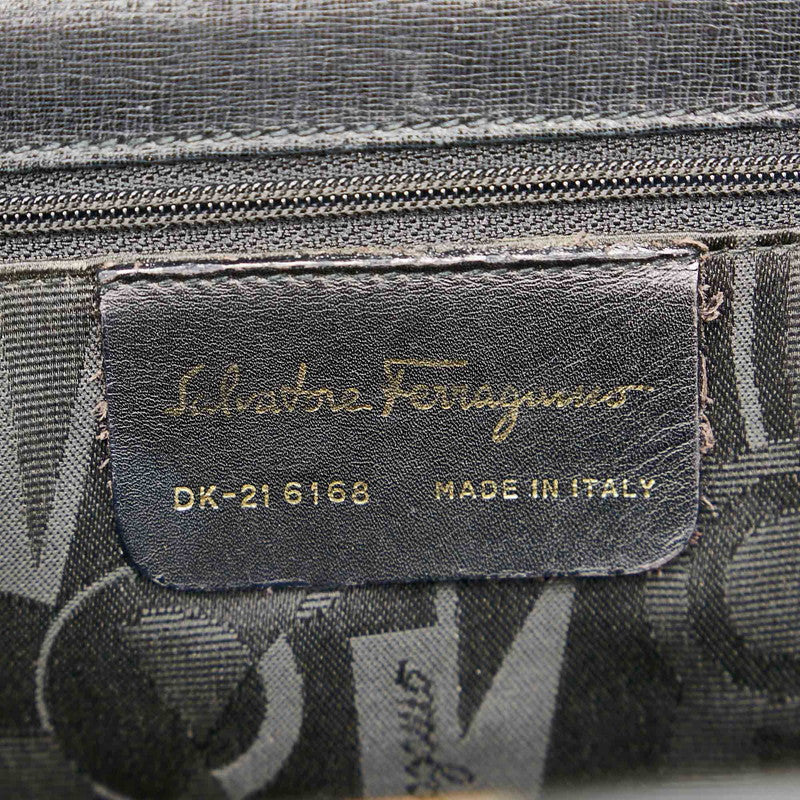 Salvatore Ferragamo
DK-21 6168 MADE IN ITALY